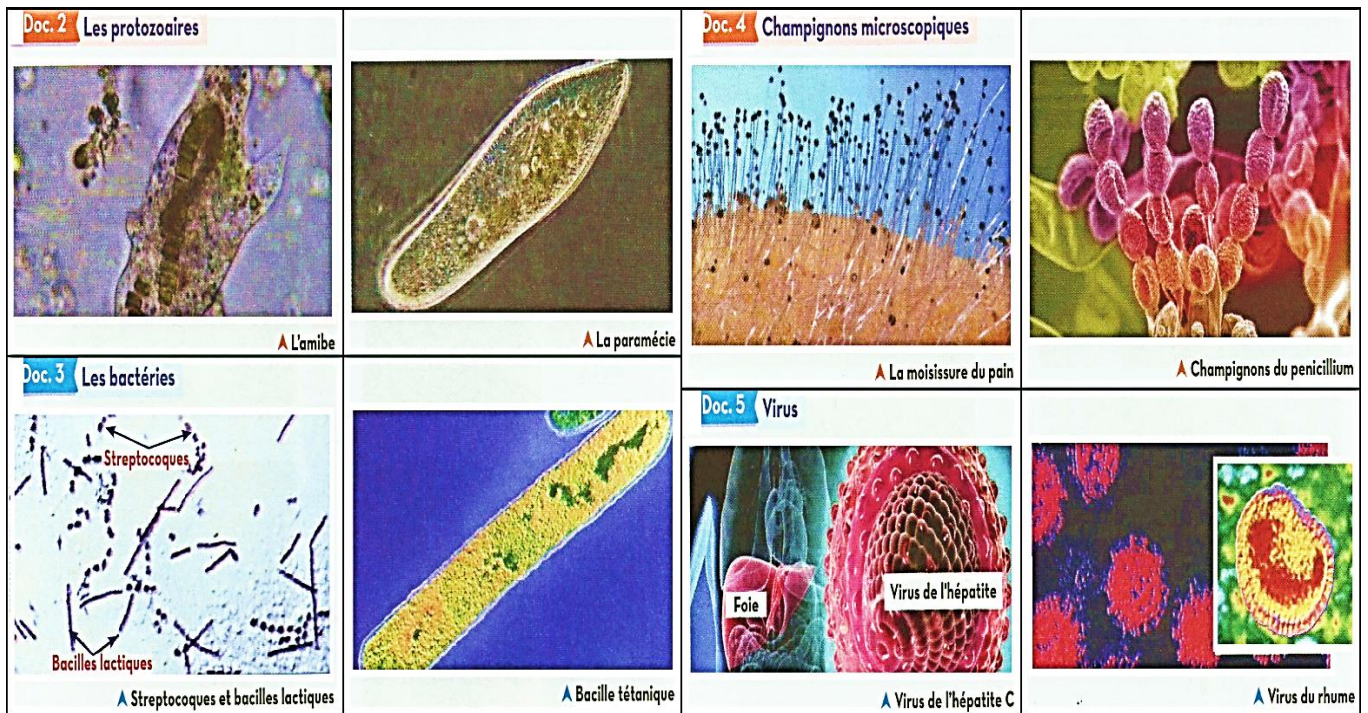 Doc. 2 Les protozoaires
L'amibe
La paramécie
Doc. 4 Champignons microscopiques
La moisissure du pain
Champignons du penicillium
Doc. 3 Les bactéries
Streptocoques
Bacilles lactiques
Streptocoques et bacilles lactiques
Bacille tétanique
Doc. 5 Virus
Foie
Virus de l'hépatite
Virus de l'hépatite C
Virus du rhume